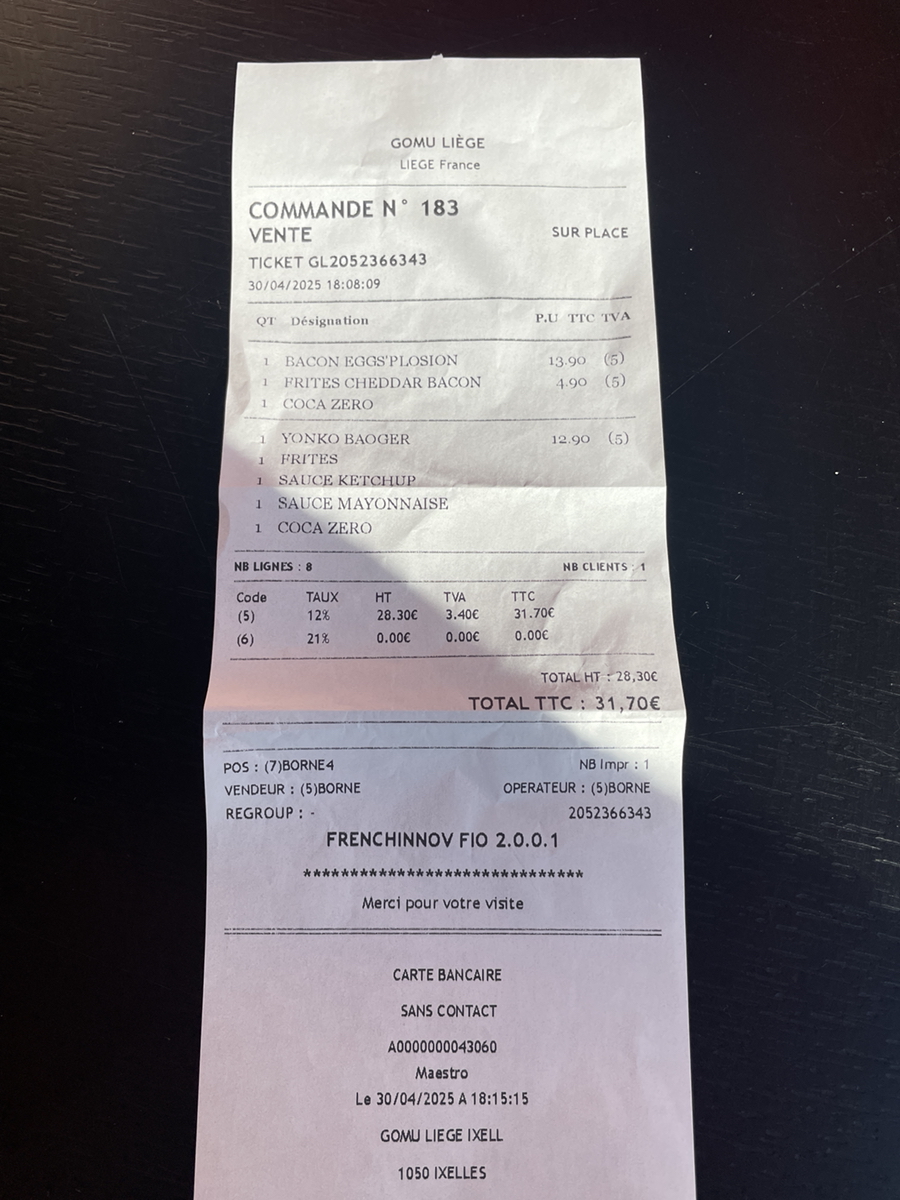 GOMU LIÈGE
LIEGE France
COMMANDE N° 183
VENTE SUR PLACE
TICKET GL2052366343
30/04/2025 18:08:09
QT Désignation P.U TTC TVA
1 BACON EGGS'PLOSION 13.90 (5)
1 FRITES CHEDDAR BACON 4.90 (5)
1 COCA ZERO
1 YONKO BAOGER 12.90 (5)
1 FRITES
1 SAUCE KETCHUP
1 SAUCE MAYONNAISE
1 COCA ZERO
NB LIGNES : 8 NB CLIENTS : 1
Code TAUX HT TVA TTC
(5) 12% 28.30€ 3.40€ 31.70€
(6) 21% 0.00€ 0.00€ 0.00€
TOTAL HT : 28,30€
TOTAL TTC : 31,70€
POS : (7)BORNE4 NB Impr : 1
VENDEUR : (5)BORNE OPERATEUR : (5)BORNE
REGROUP : - 2052366343
FRENCHINNOV FIO 2.0.0.1
******************************
Merci pour votre visite
CARTE BANCAIRE
SANS CONTACT
A0000000043060
Maestro
Le 30/04/2025 A 18:15:15
GOMU LIEGE IXELL
1050 IXELLES